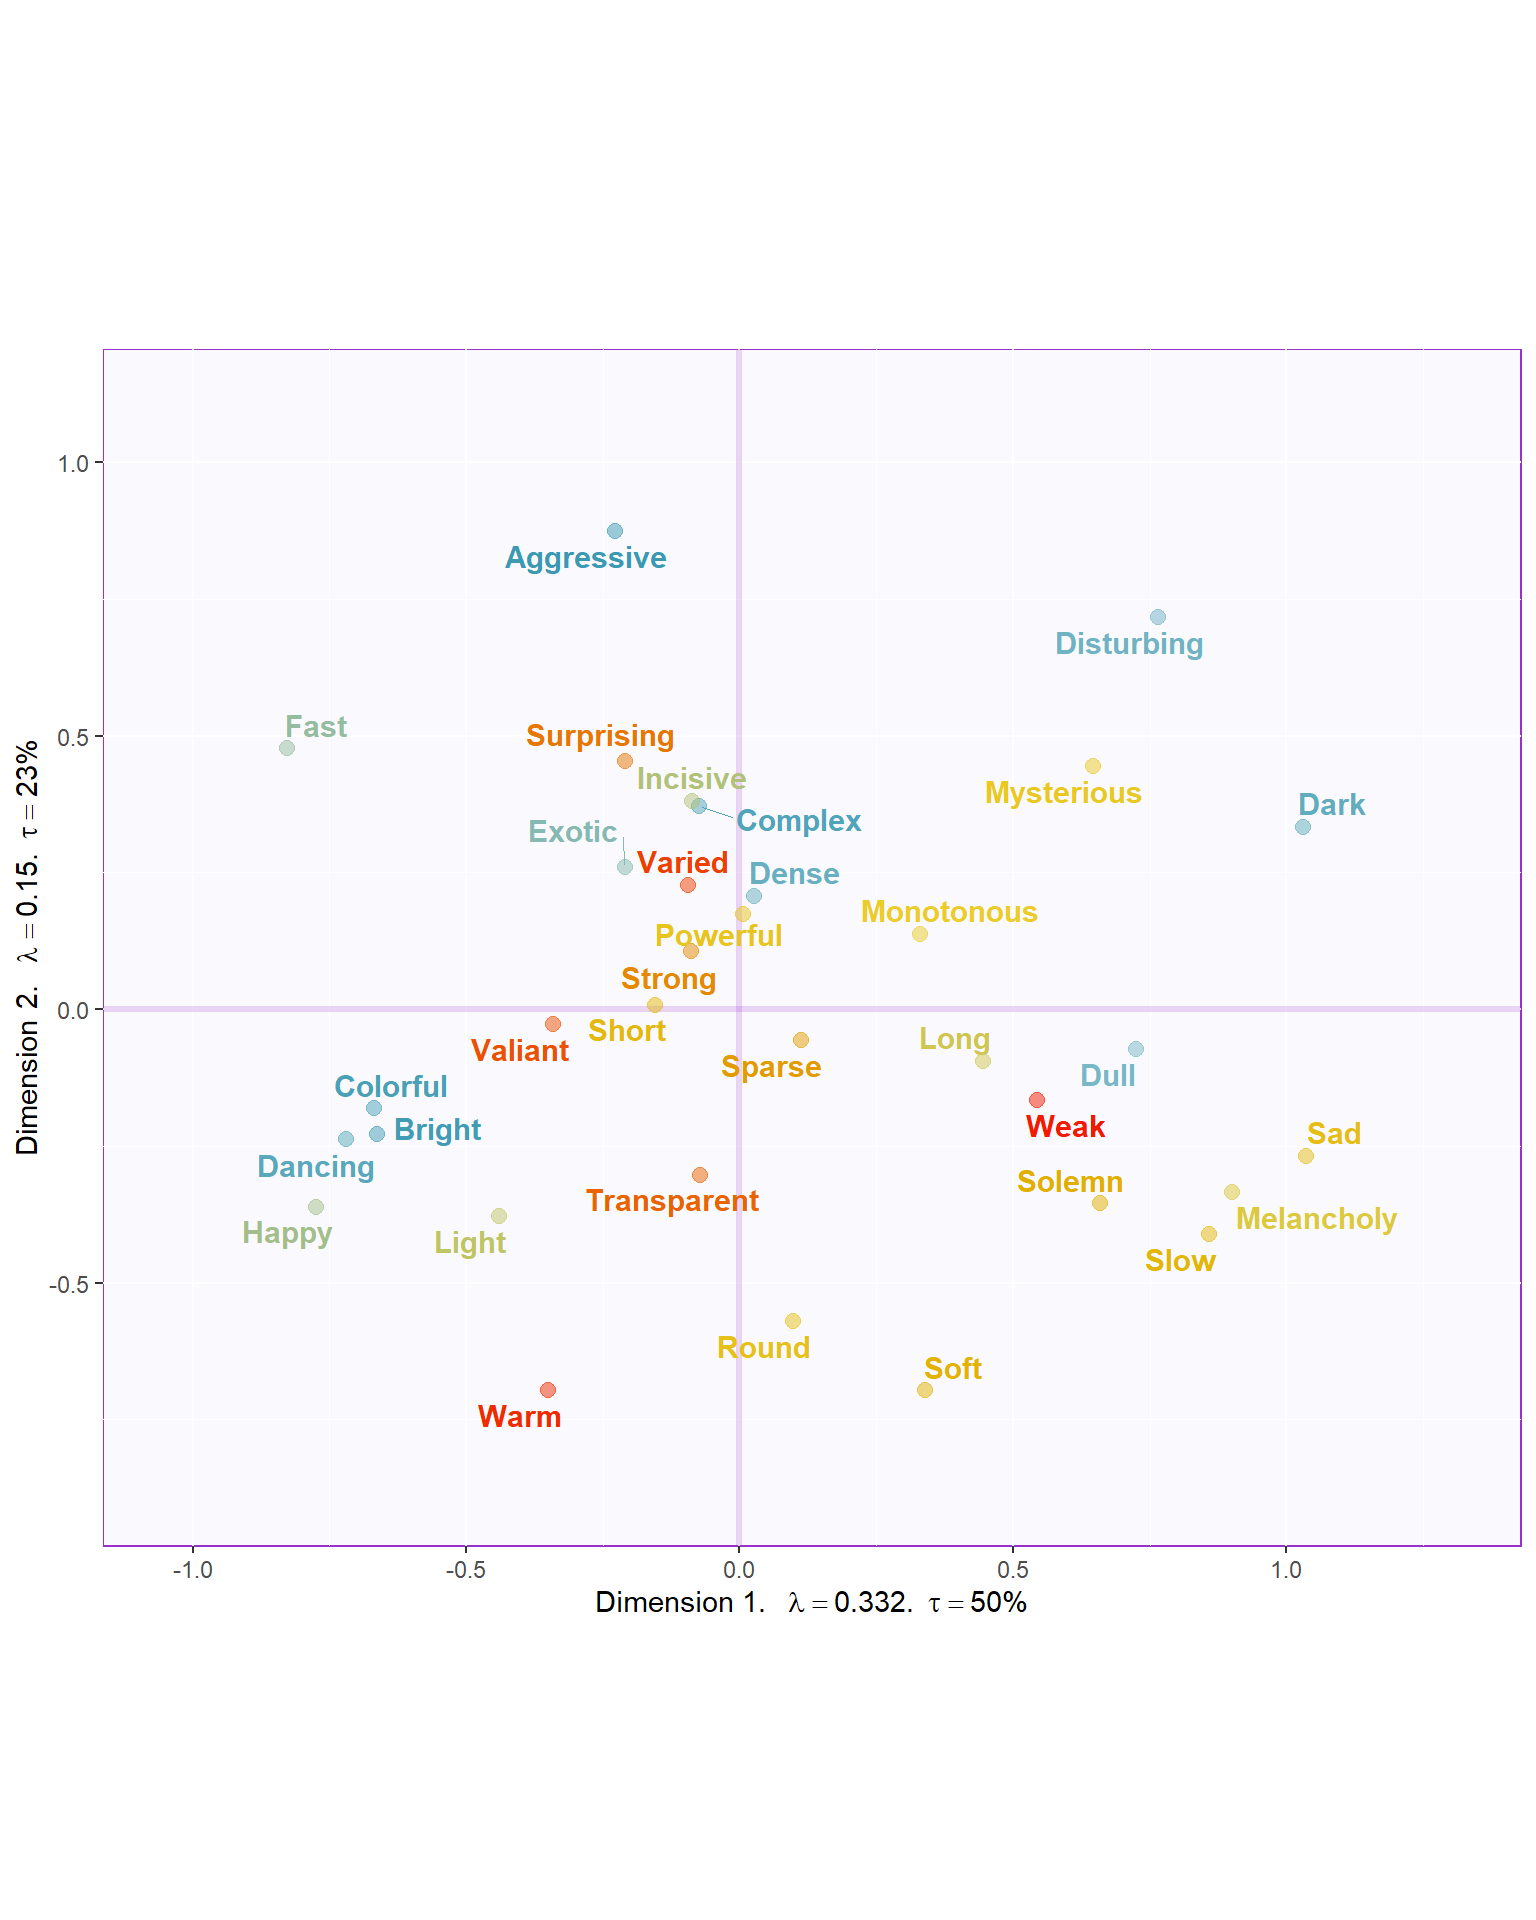 1.0
Aggressive
Disturbing
Fast
Surprising
0.5
Incisive
Mysterious
Dark
Complex
Exotic
Varied
Dense
Monotonous
Powerful
Strong
0.0
Short
Valiant
Long
Sparse
Dull
Colorful
Bright
Weak
Sad
Dancing
Solemn
Transparent
Melancholy
Happy
Light
Slow
-0.5
Round
Soft
Warm
-1.0 -0.5 0.0 0.5 1.0
Dimension 1. λ = 0.332. τ = 50%
Dimension 2. λ = 0.15. τ = 23%